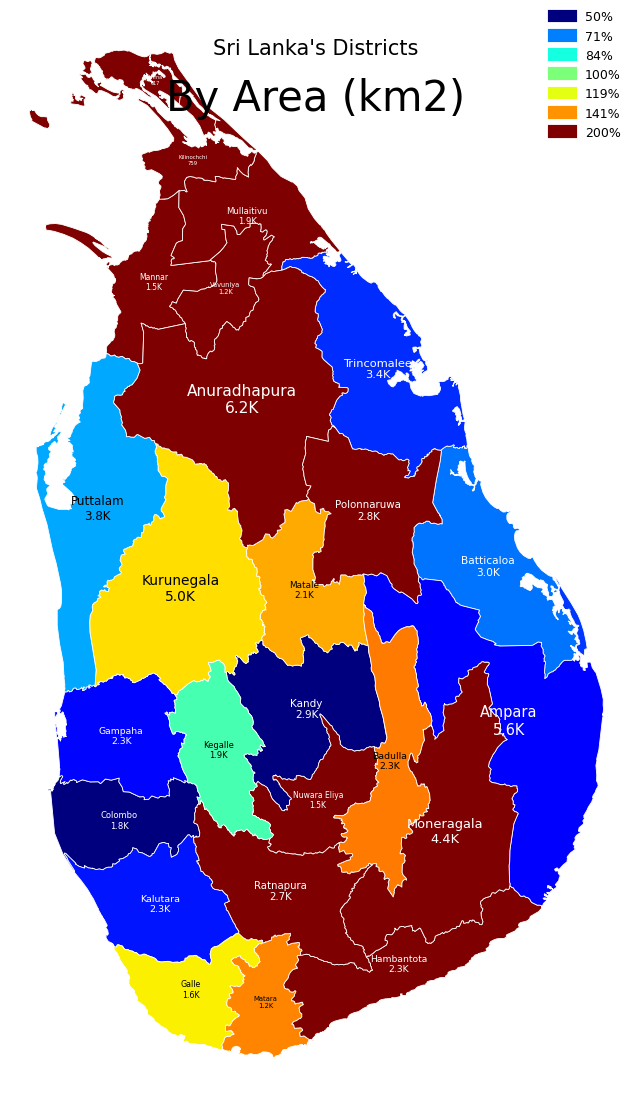 Sri Lanka's Districts
By Area (km2)
50%
71%
84%
100%
119%
141%
200%
Kilinochchi
759
Mullaitivu
1.9K
Mannar
1.5K
Vavuniya
1.2K
Trincomalee
3.4K
Anuradhapura
6.2K
Puttalam
3.8K
Polonnaruwa
2.8K
Batticaloa
3.0K
Kurunegala
5.0K
Matale
2.1K
Kandy
2.9K
Ampara
5.6K
Gampaha
2.3K
Kegalle
1.9K
Badulla
2.3K
Nuwara Eliya
1.5K
Colombo
1.8K
Moneragala
4.4K
Ratnapura
2.7K
Kalutara
2.3K
Hambantota
2.3K
Galle
1.6K
Matara
1.2K